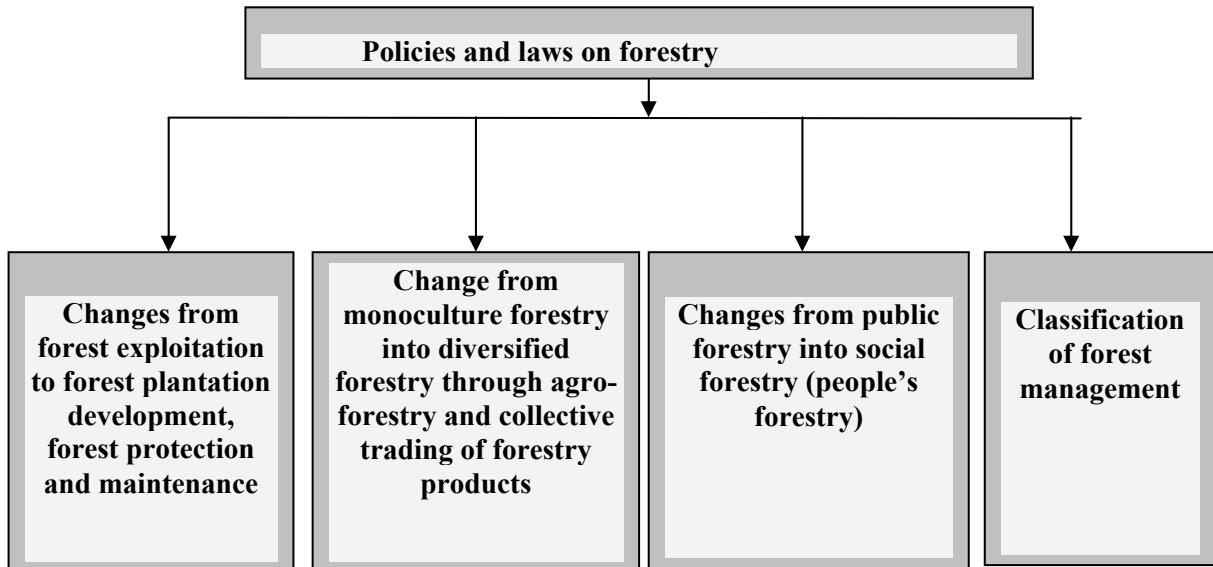 Policies and laws on forestry
Changes from
forest exploitation
to forest plantation
development,
forest protection
and maintenance
Change from
monoculture forestry
into diversified
forestry through agro-
forestry and collective
trading of forestry
products
Changes from public
forestry into social
forestry (people’s
forestry)
Classification
of forest
management